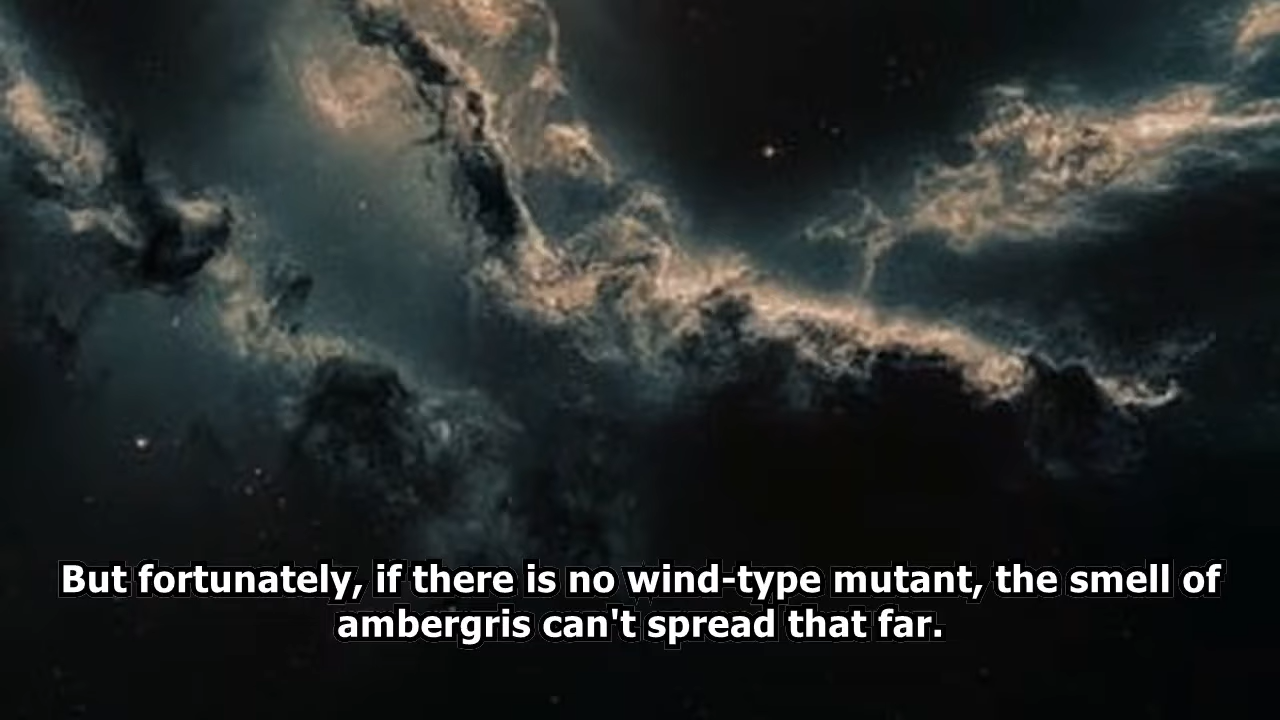 But fortunately, if there is no wind-type mutant, the smell of
ambergris can't spread that far.